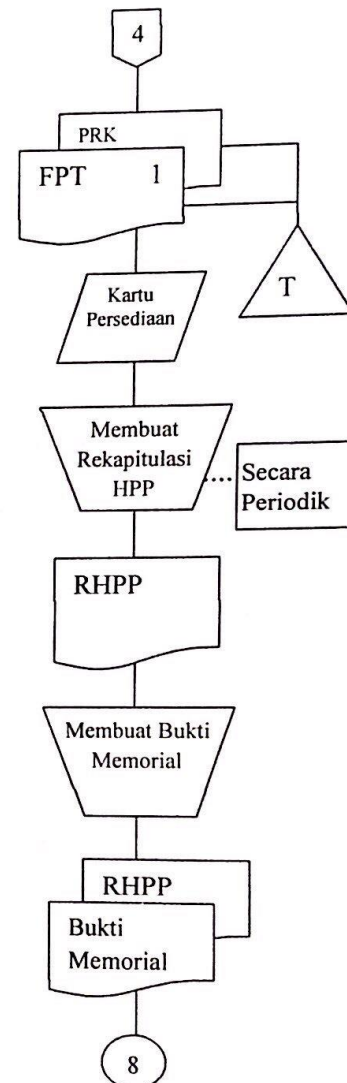 4
PRK
FPT 1
T
Kartu
Persediaan
Membuat
Rekapitulasi
HPP
.... Secara
Periodik
RHPP
Membuat Bukti
Memorial
RHPP
Bukti
Memorial
8